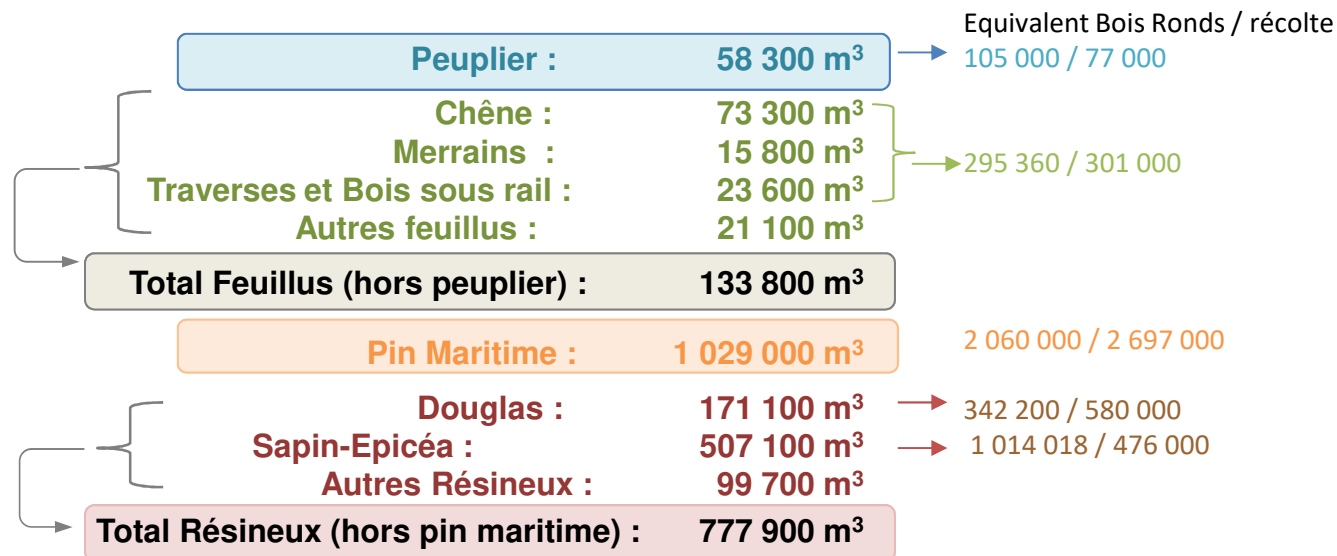 Equivalent Bois Ronds / récolte
Peuplier : 58 300 m³ 105 000 / 77 000
Chêne : 73 300 m³
Merrains : 15 800 m³ 295 360 / 301 000
Traverses et Bois sous rail : 23 600 m³
Autres feuillus : 21 100 m³
Total Feuillus (hors peuplier) : 133 800 m³
Pin Maritime : 1 029 000 m³ 2 060 000 / 2 697 000
Douglas : 171 100 m³ 342 200 / 580 000
Sapin-Epicéa : 507 100 m³ 1 014 018 / 476 000
Autres Résineux : 99 700 m³
Total Résineux (hors pin maritime) : 777 900 m³